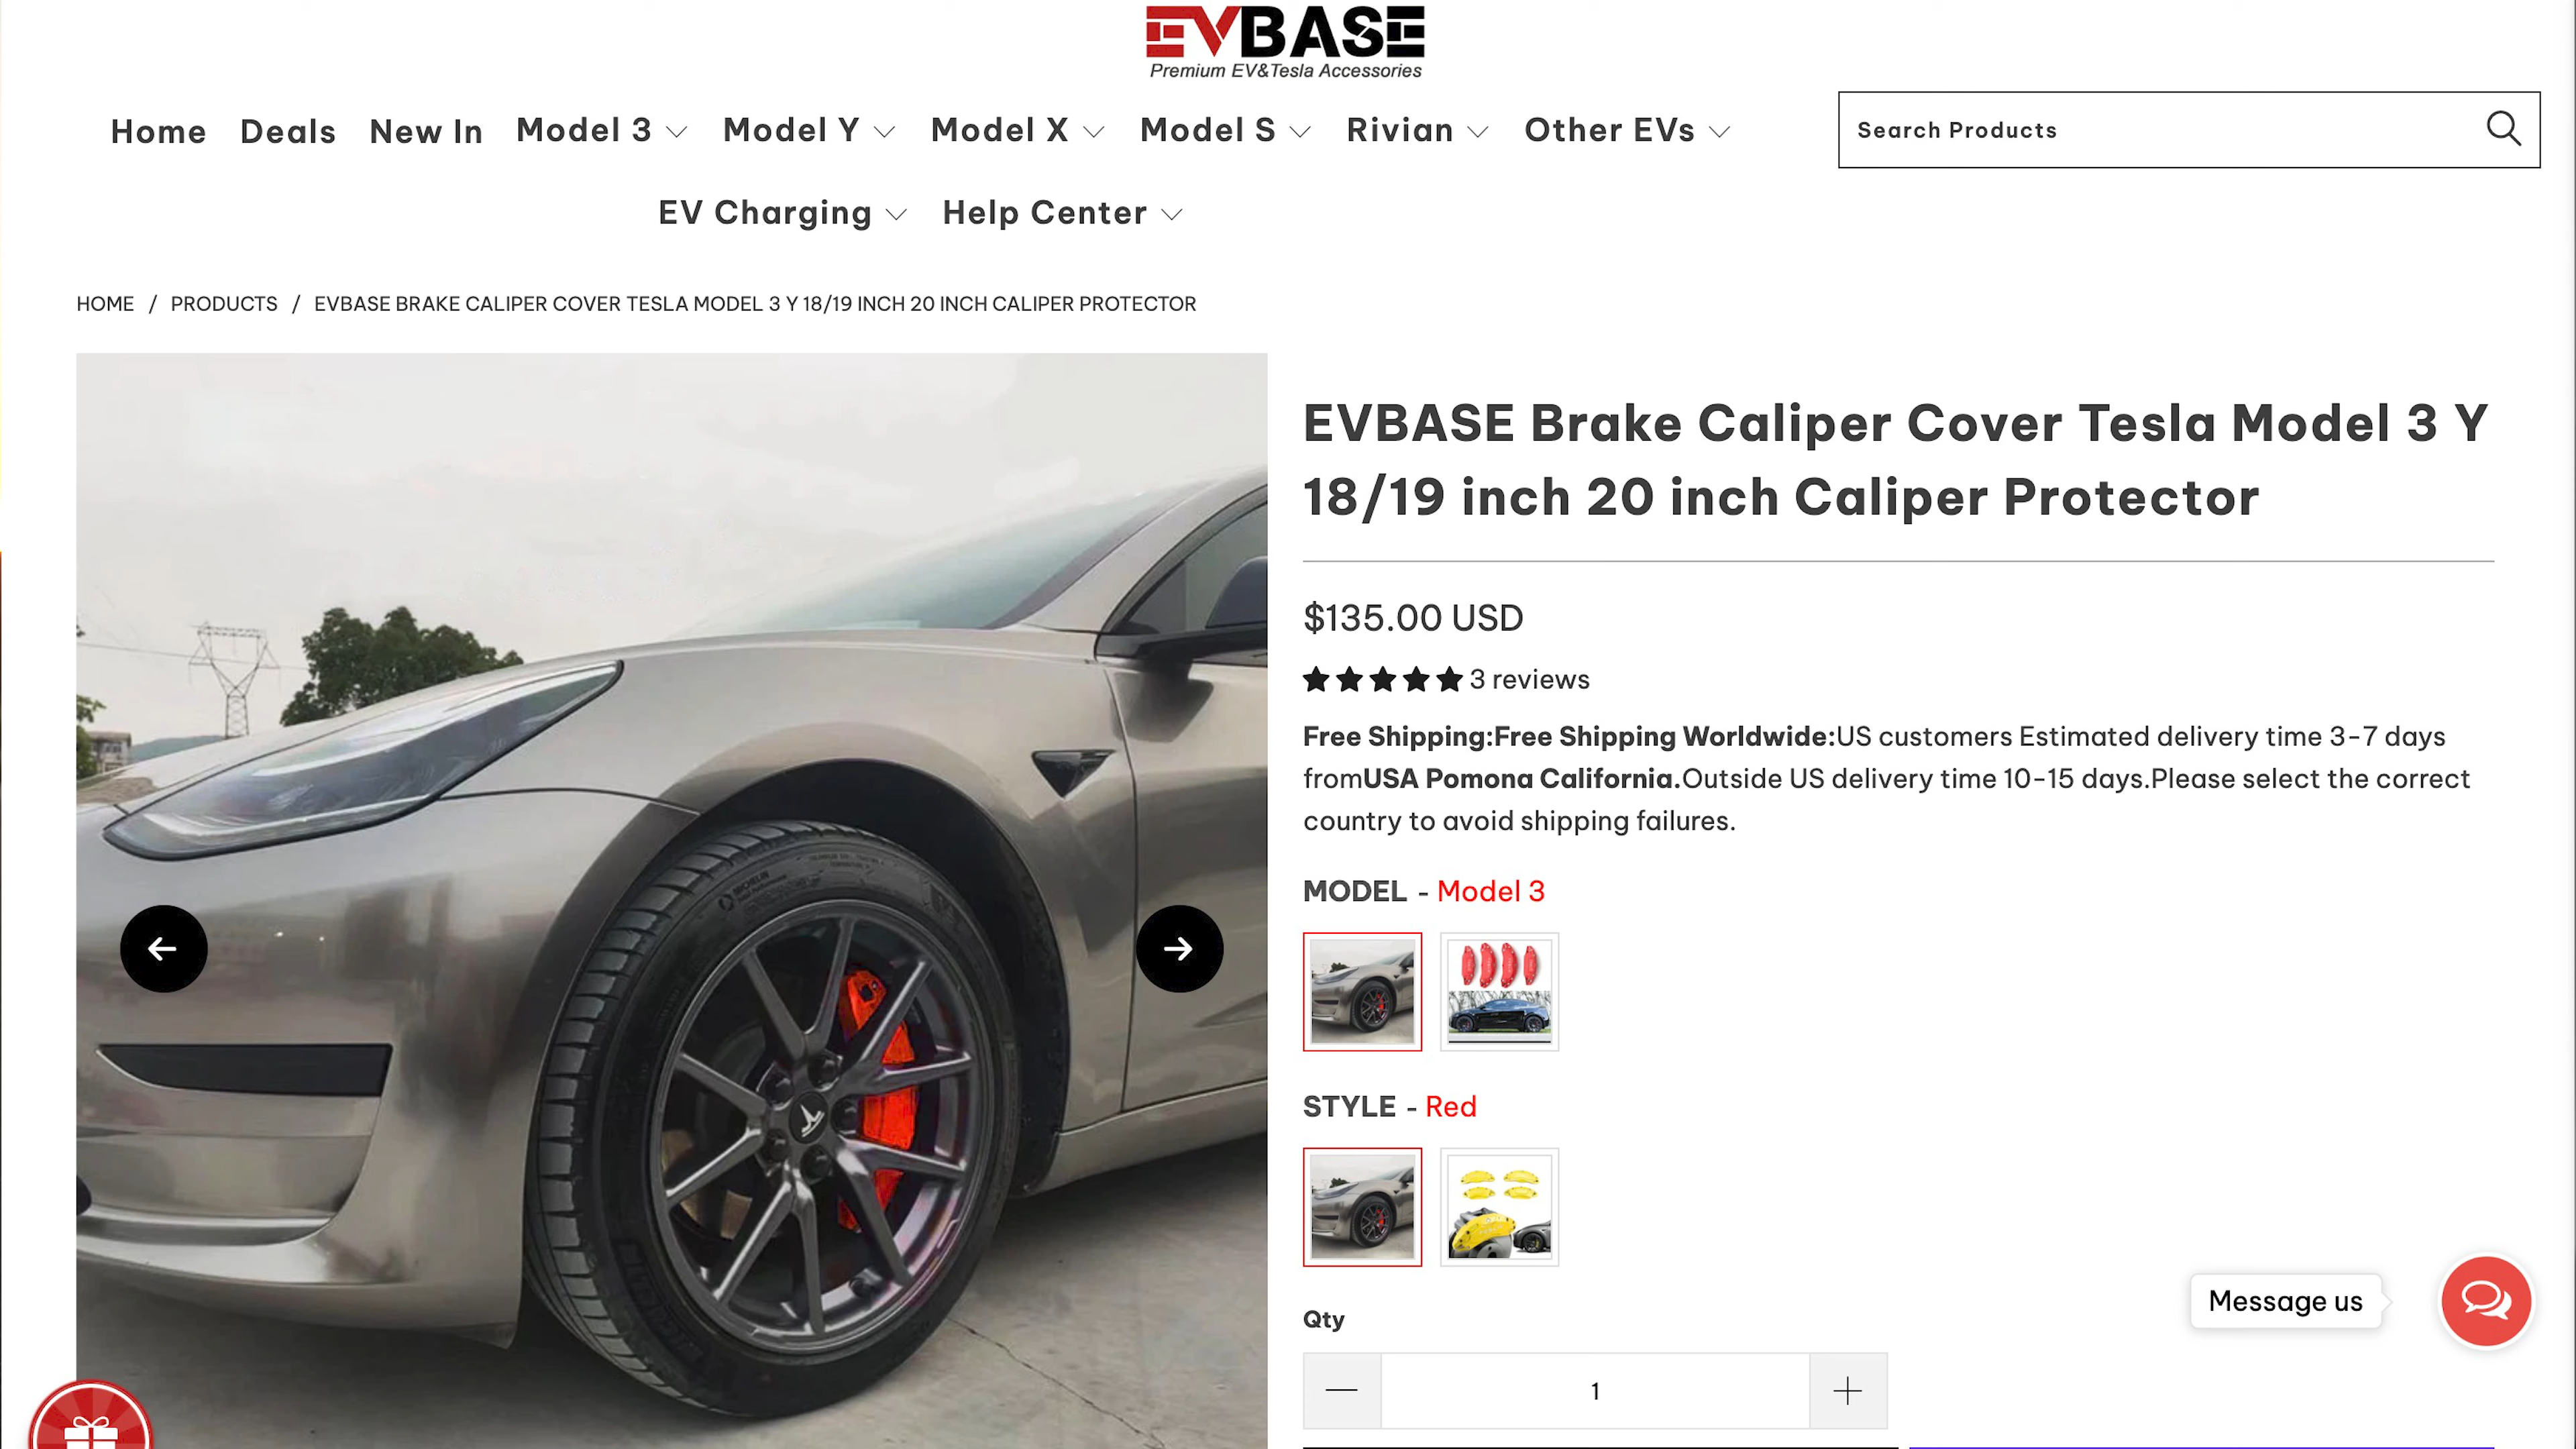 EVBASE
Premium EV&Tesla Accessories
Home Deals New In Model 3 Model Y Model X Model S Rivian Other EVs
Search Products
EV Charging Help Center
HOME / PRODUCTS / EVBASE BRAKE CALIPER COVER TESLA MODEL 3 Y 18/19 INCH 20 INCH CALIPER PROTECTOR
EVBASE Brake Caliper Cover Tesla Model 3 Y
18/19 inch 20 inch Caliper Protector
$135.00 USD
3 reviews
Free Shipping:Free Shipping Worldwide:US customers Estimated delivery time 3-7 days
fromUSA Pomona California.Outside US delivery time 10-15 days.Please select the correct
country to avoid shipping failures.
MODEL - Model 3
STYLE - Red
Message us
Qty
1